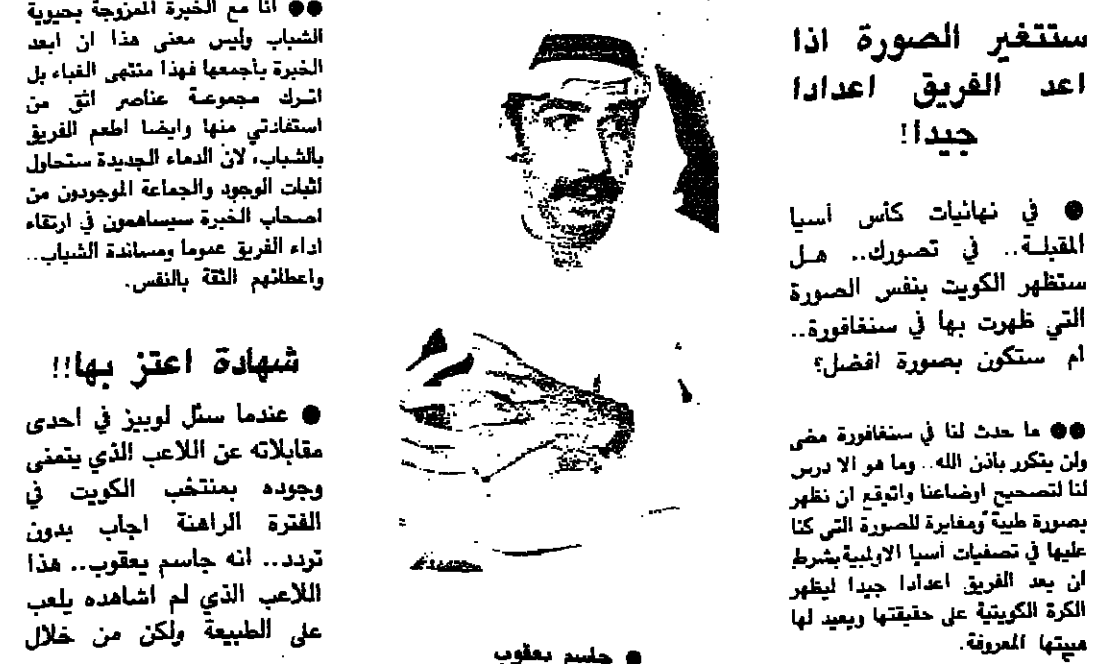 ستتغير الصورة اذا
اعد الفريق اعدادا
جيدا!
● في نهائيات كأس آسيا
المقبلـة.. في تصورك.. هـل
ستظهر الكويت بنفس الصورة
التي ظهرت بها في سنغافورة..
ام ستكون بصورة افضل؟
●● ما حدث لنا في سنغافورة مضى
ولن يتكرر باذن الله.. وما هو الا درس
لنا لتصحيح اوضاعنا واتوقع ان نظهر
بصورة طيبة ومغايرة للصورة التي كنا
عليها في تصفيات آسيا الاولمبية بشرط
ان يعد الفريق اعدادا جيدا ليظهر
الكرة الكويتية على حقيقتها ويعيد لها
هيبتها المعروفة.
● جاسم يعقوب
●● انا مع الخبرة الممزوجة بحيوية
الشباب وليس معنى هذا ان ابعد
الخبرة بأجمعها فهذا منتهى الغباء بل
اترك مجموعة عناصر اثق من
استفادتي منها وايضا اطعم الفريق
بالشباب، لان الدماء الجديدة ستحاول
اثبات الوجود والجماعة الموجودون من
اصحاب الخبرة سيساهمون في ارتقاء
اداء الفريق عموما ومساندة الشباب..
واعطائهم الثقة بالنفس.
شهادة اعتز بها!!
● عندما سئل لوبيز في احدى
مقابلاته عن اللاعب الذي يتمنى
وجوده بمنتخب الكويت في
الفترة الراهنة اجاب بدون
تردد.. انه جاسم يعقوب.. هذا
اللاعب الذي لم اشاهده يلعب
على الطبيعة ولكن من خلال